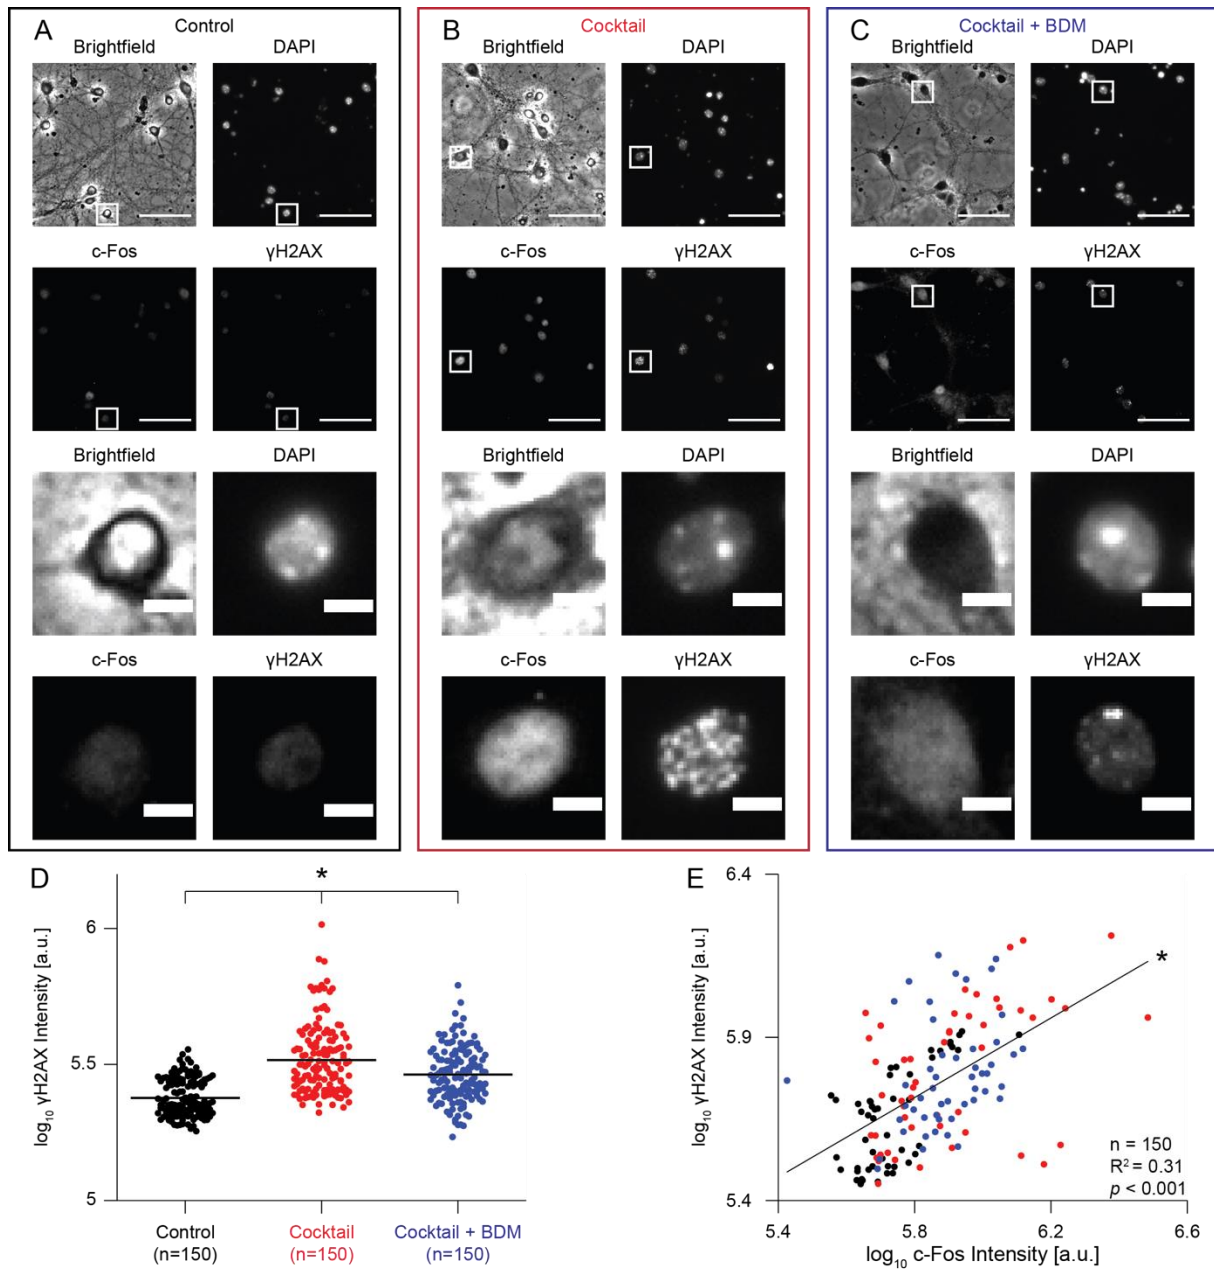 A
Control
Brightfield
DAPI
c-Fos
γH2AX
Brightfield
DAPI
c-Fos
γH2AX
B
Cocktail
Brightfield
DAPI
c-Fos
γH2AX
Brightfield
DAPI
c-Fos
γH2AX
C
Cocktail + BDM
Brightfield
DAPI
c-Fos
γH2AX
Brightfield
DAPI
c-Fos
γH2AX
D
*
log₁₀ γH2AX Intensity [a.u.]
6
5.5
5
Control
(n=150)
Cocktail
(n=150)
Cocktail + BDM
(n=150)
E
log₁₀ γH2AX Intensity [a.u.]
6.4
5.9
5.4
*
n = 150
R² = 0.31
p < 0.001
5.4 5.8 6.2 6.6
log₁₀ c-Fos Intensity [a.u.]